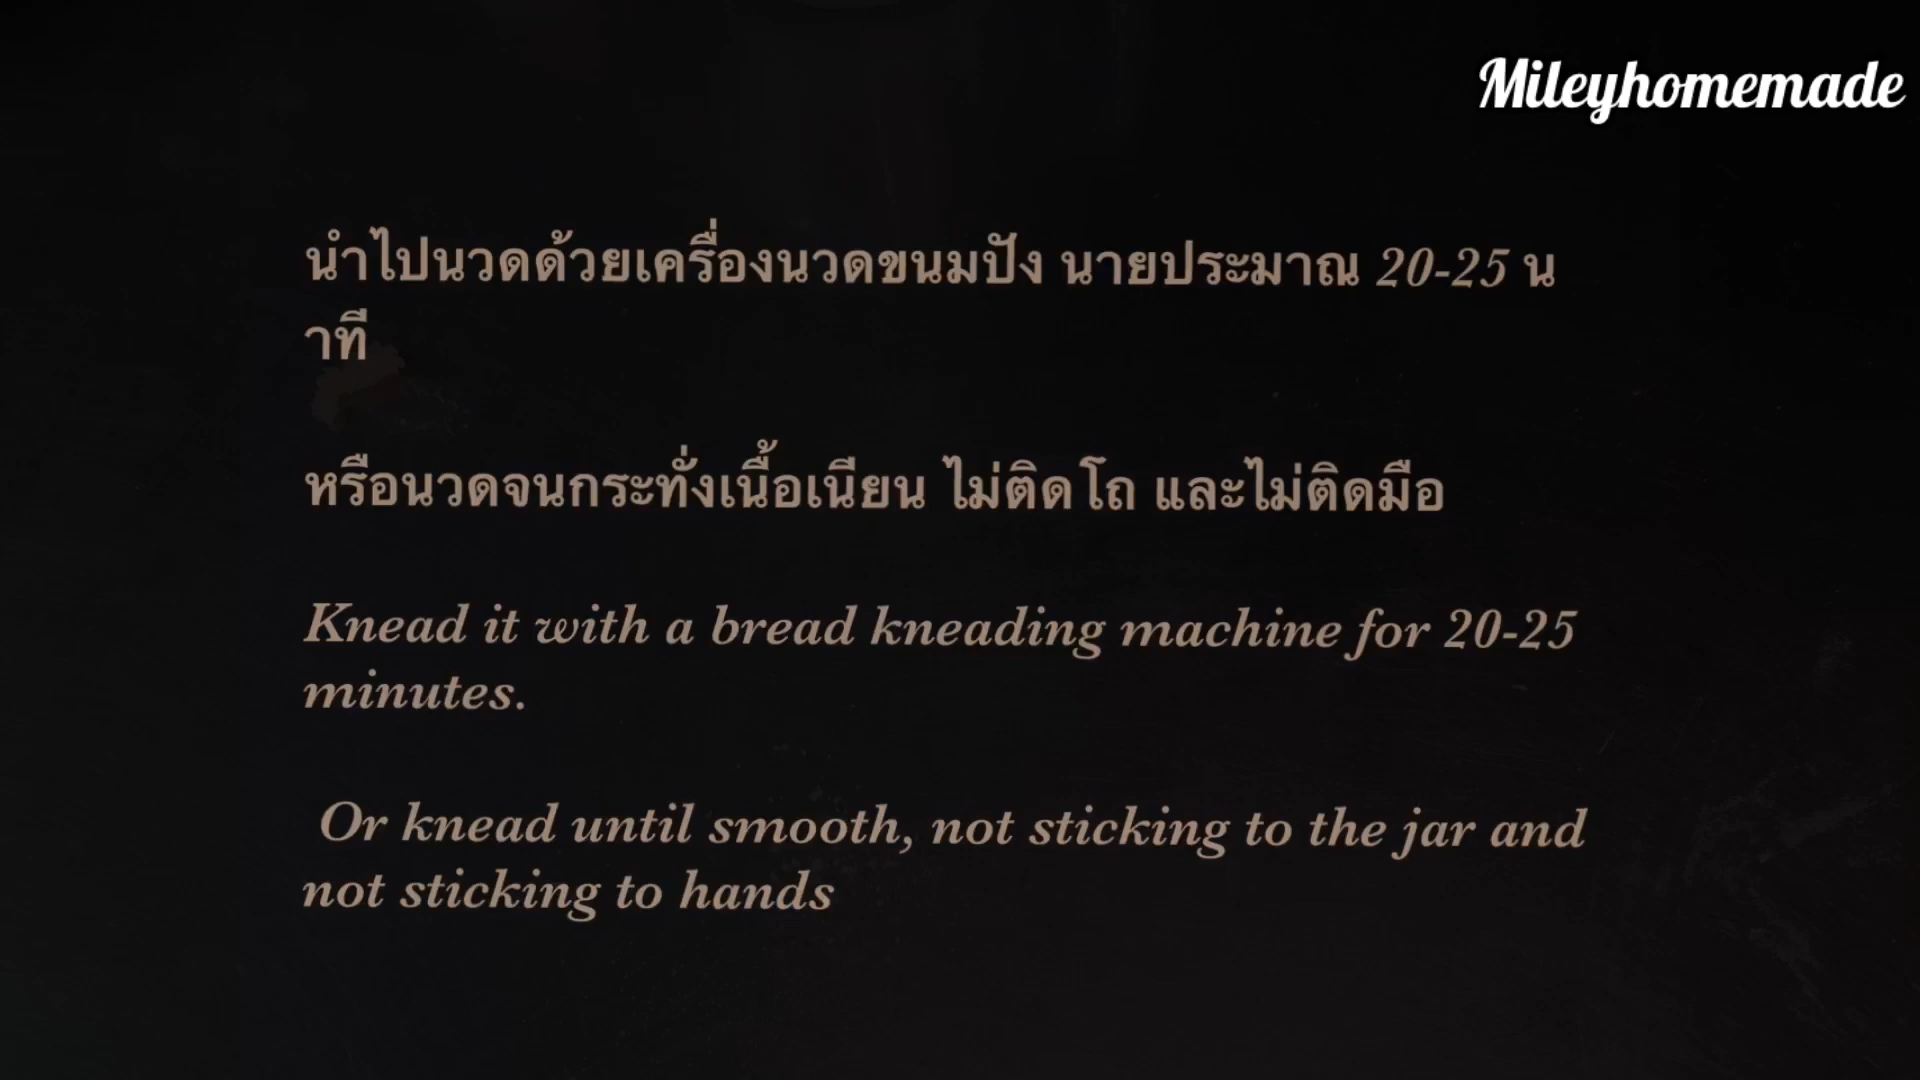 Mileyhomemade
นำไปนวดด้วยเครื่องนวดขนมปัง นายประมาณ 20-25 น
าที
หรือนวดจนกระทั่งเนื้อเนียน ไม่ติดโถ และไม่ติดมือ
Knead it with a bread kneading machine for 20-25
minutes.
Or knead until smooth, not sticking to the jar and
not sticking to hands